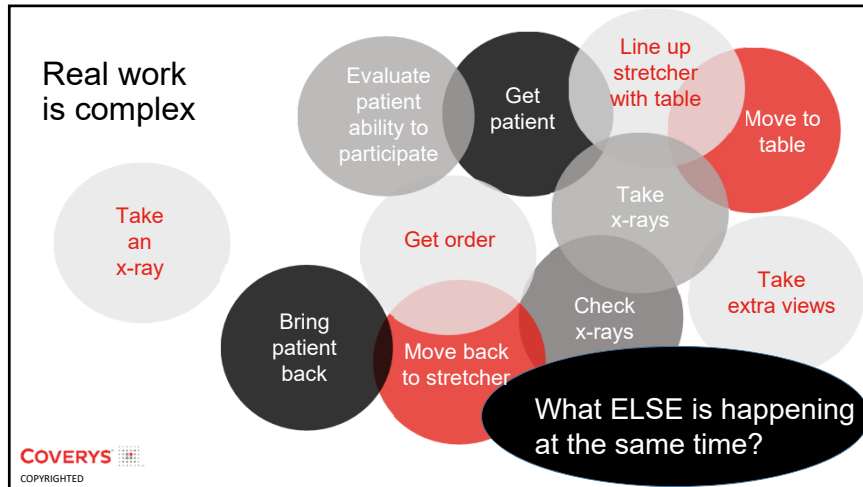 Real work
is complex
Evaluate
patient
ability to
participate
Get
patient
Line up
stretcher
with table
Move to
table
Take
an
x-ray
Get order
Take
x-rays
Take
extra views
Bring
patient
back
Move back
to stretcher
Check
x-rays
What ELSE is happening
at the same time?
COVERYS
COPYRIGHTED